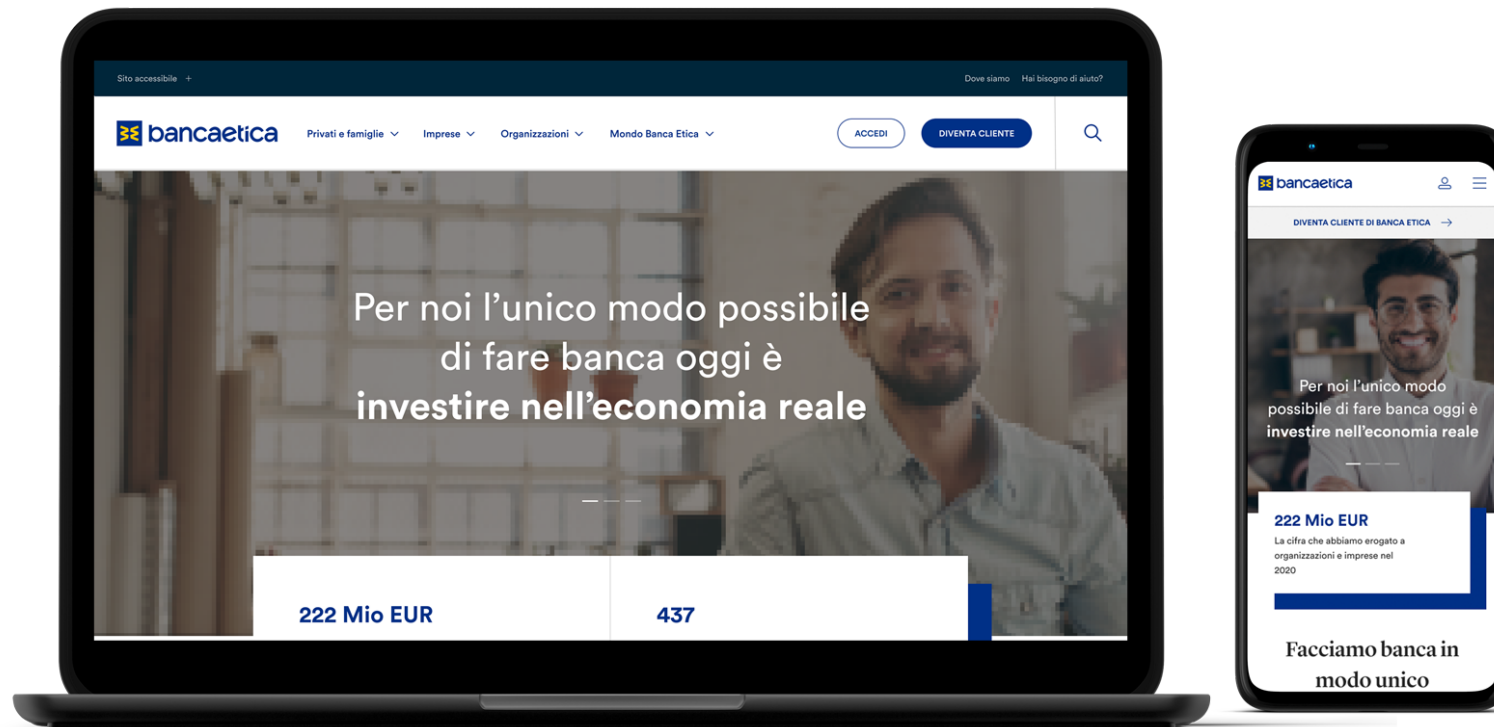 Sito accessibile +
Dove siamo Hai bisogno di aiuto?
bancaetica
Privati e famiglie Imprese Organizzazioni Mondo Banca Etica
ACCEDI DIVENTA CLIENTE
Per noi l’unico modo possibile
di fare banca oggi è
investire nell’economia reale
222 Mio EUR
437
bancaetica
DIVENTA CLIENTE DI BANCA ETICA →
Per noi l’unico modo
possibile di fare banca oggi è
investire nell’economia reale
222 Mio EUR
La cifra che abbiamo erogato a
organizzazioni e imprese nel
2020
Facciamo banca in
modo unico